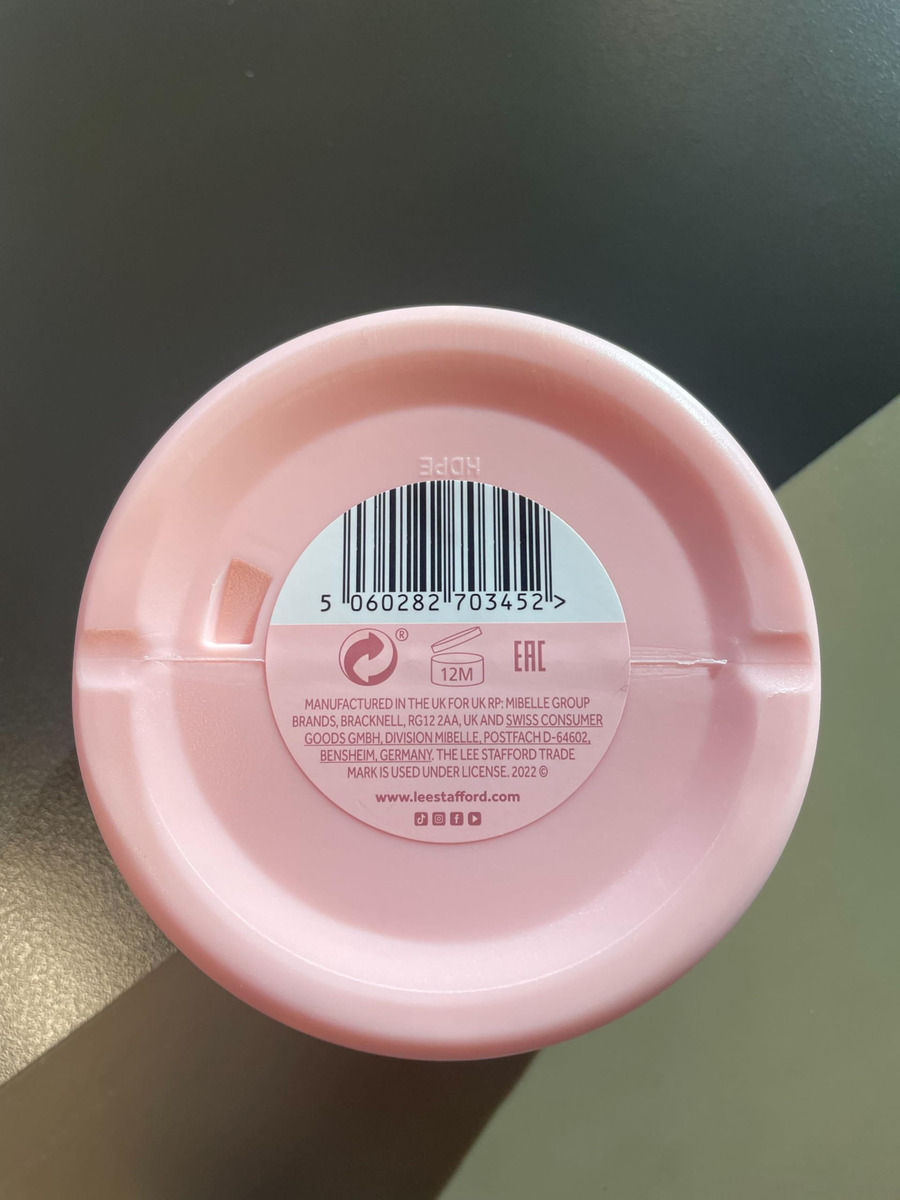 HDPE
5 060282 703452 >
®
12M
EAC
MANUFACTURED IN THE UK FOR UK RP: MIBELLE GROUP
BRANDS, BRACKNELL, RG12 2AA, UK AND SWISS CONSUMER
GOODS GMBH, DIVISION MIBELLE, POSTFACH D-64602,
BENSHEIM, GERMANY. THE LEE STAFFORD TRADE
MARK IS USED UNDER LICENSE. 2022 ©
www.leestafford.com